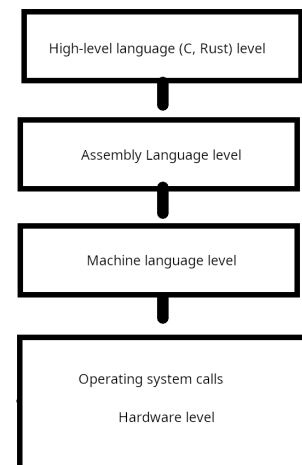 High-level language (C, Rust) level
Assembly Language level
Machine language level
Operating system calls
Hardware level